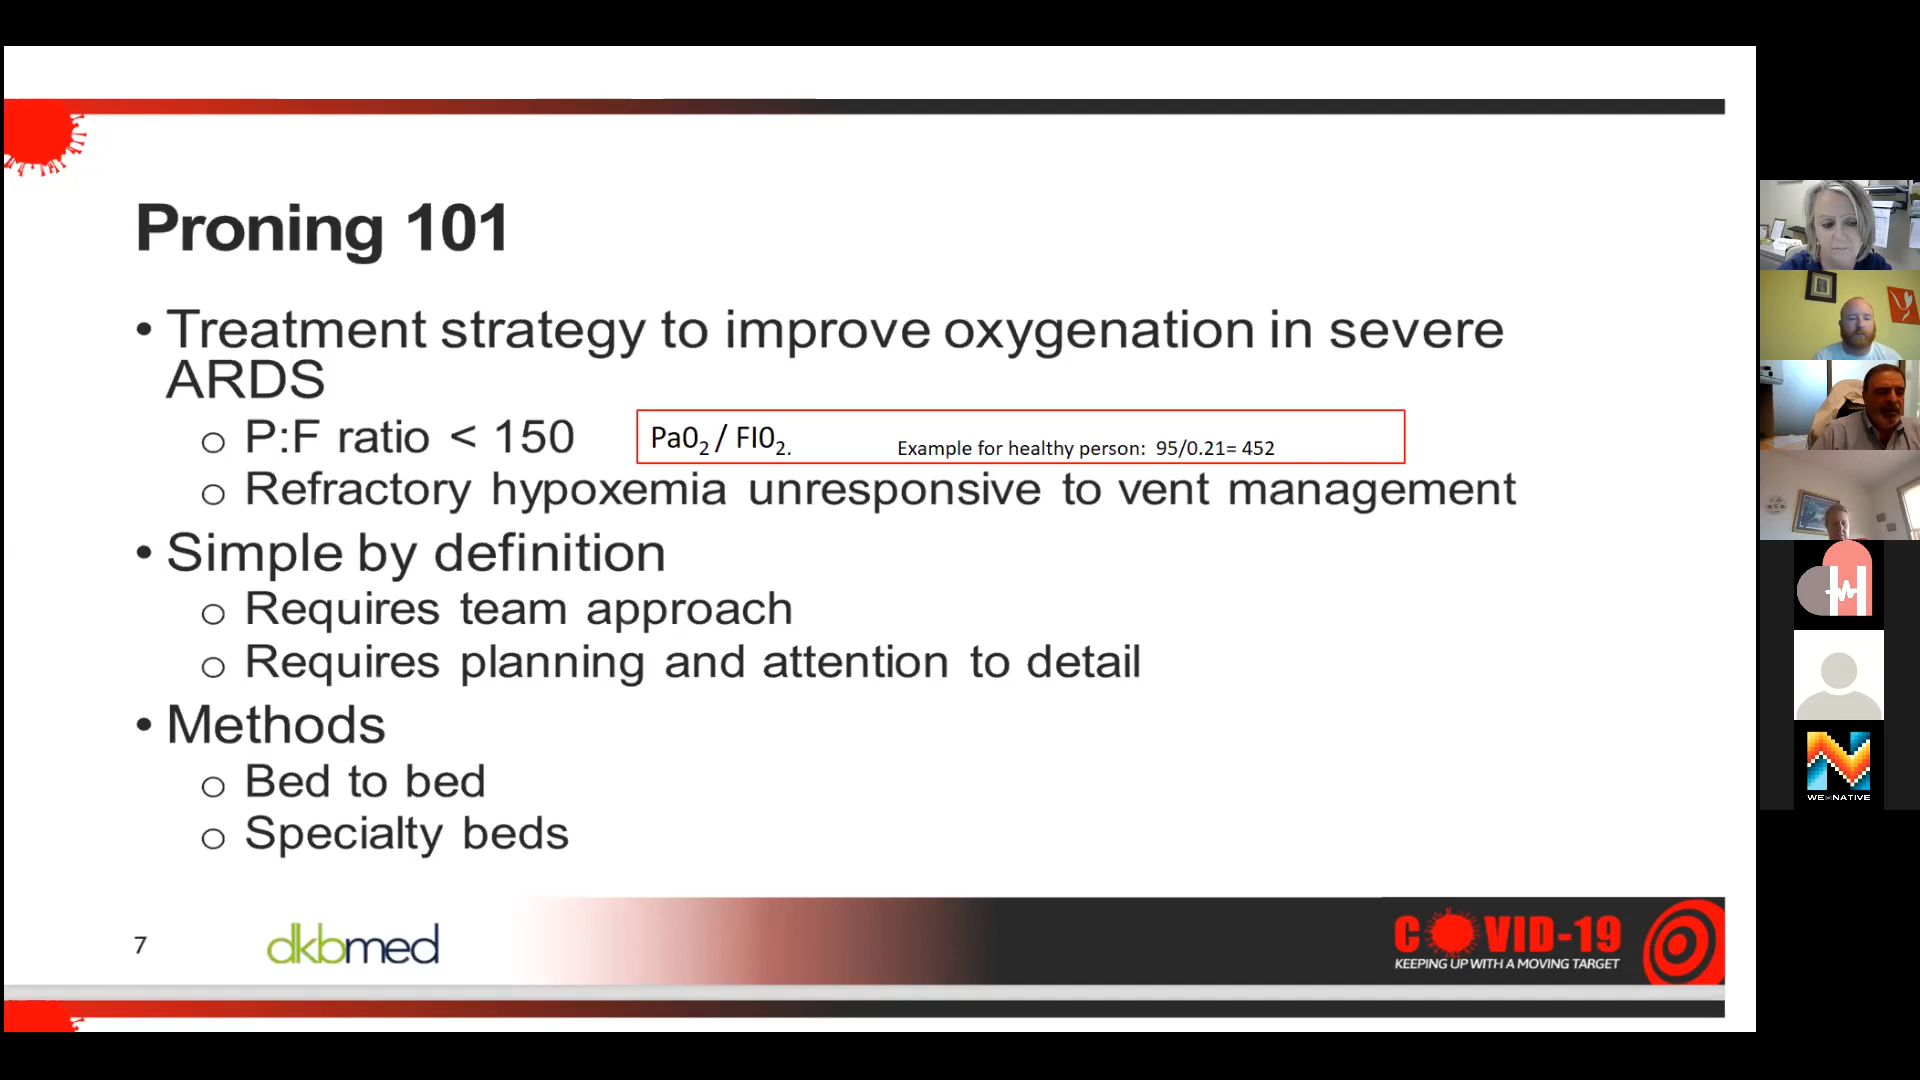 Proning 101
• Treatment strategy to improve oxygenation in severe
ARDS
o P:F ratio < 150
PaO2 / FIO2. Example for healthy person: 95/0.21= 452
o Refractory hypoxemia unresponsive to vent management
• Simple by definition
o Requires team approach
o Requires planning and attention to detail
• Methods
o Bed to bed
o Specialty beds
7
dkbmed
COVID-19
KEEPING UP WITH A MOVING TARGET
H
N
WE R NATIVE